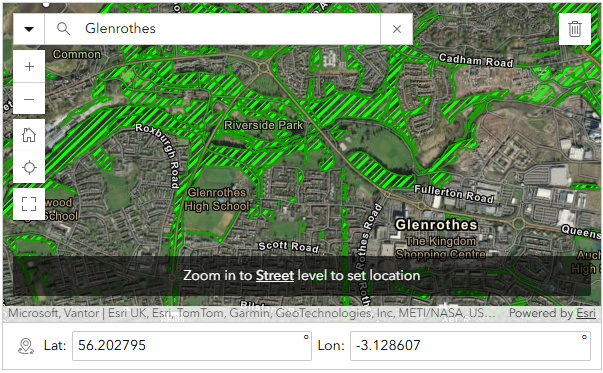 Glenrothes
Common
Cadham Road
Riverside Park
Roxburgh Road
Glenrothes
High School
wood
School
Fullerton Road
Glenrothes
The Kingdom
Shopping Centre
Queens
Auch
High S
Scott Road
Rothes Road
Zoom in to Street level to set location
Microsoft, Vantor | Esri UK, Esri, TomTom, Garmin, GeoTechnologies, Inc, METI/NASA, US... Powered by Esri
Lat: 56.202795 ° Lon: -3.128607 °